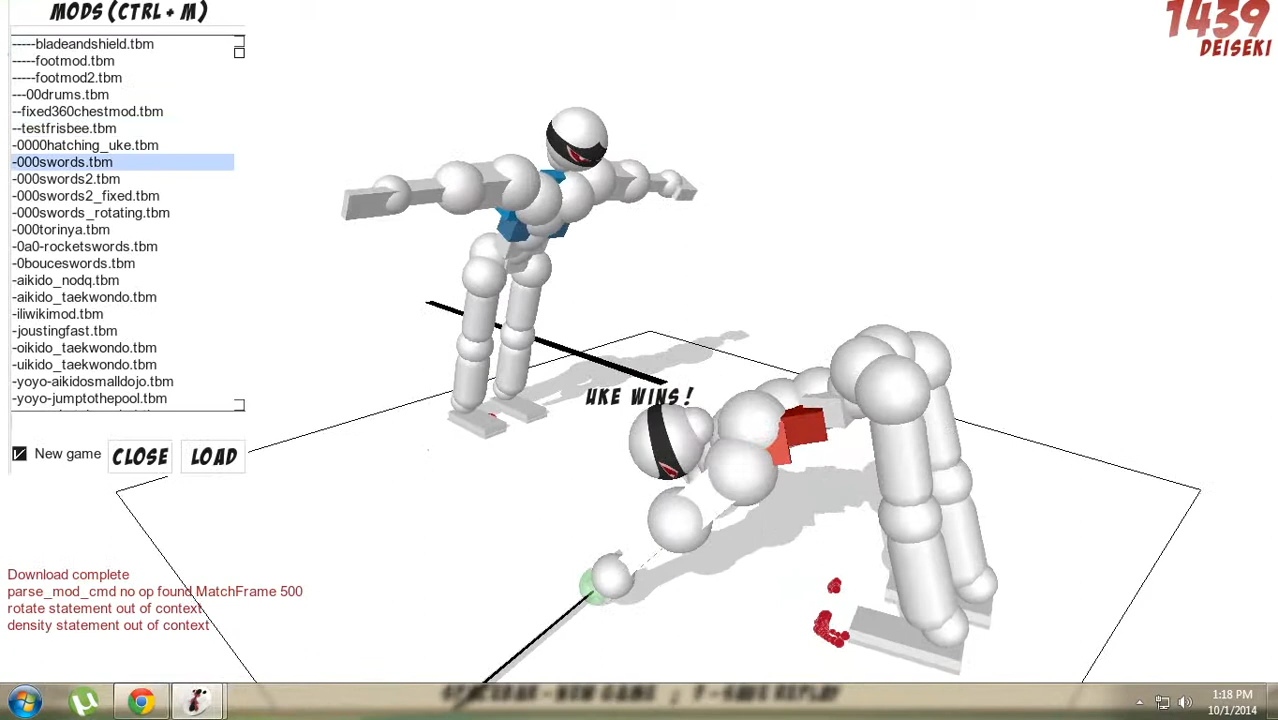 MODS (CTRL + M)
-----bladeandshield.tbm
-----footmod.tbm
-----footmod2.tbm
---00drums.tbm
--fixed360chestmod.tbm
--testfrisbee.tbm
-0000hatching_uke.tbm
-000swords.tbm
-000swords2.tbm
-000swords2_fixed.tbm
-000swords_rotating.tbm
-000torinya.tbm
-0a0-rocketswords.tbm
-0bouceswords.tbm
-aikido_nodq.tbm
-aikido_taekwondo.tbm
-iliwikimod.tbm
-joustingfast.tbm
-oikido_taekwondo.tbm
-uikido_taekwondo.tbm
-yoyo-aikidosmalldojo.tbm
-yoyo-jumptothepool.tbm
New game
CLOSE
LOAD
1439
DEISEKI
UKE WINS!
Download complete
parse_mod_cmd no op found MatchFrame 500
rotate statement out of context
density statement out of context
1:18 PM
10/1/2014